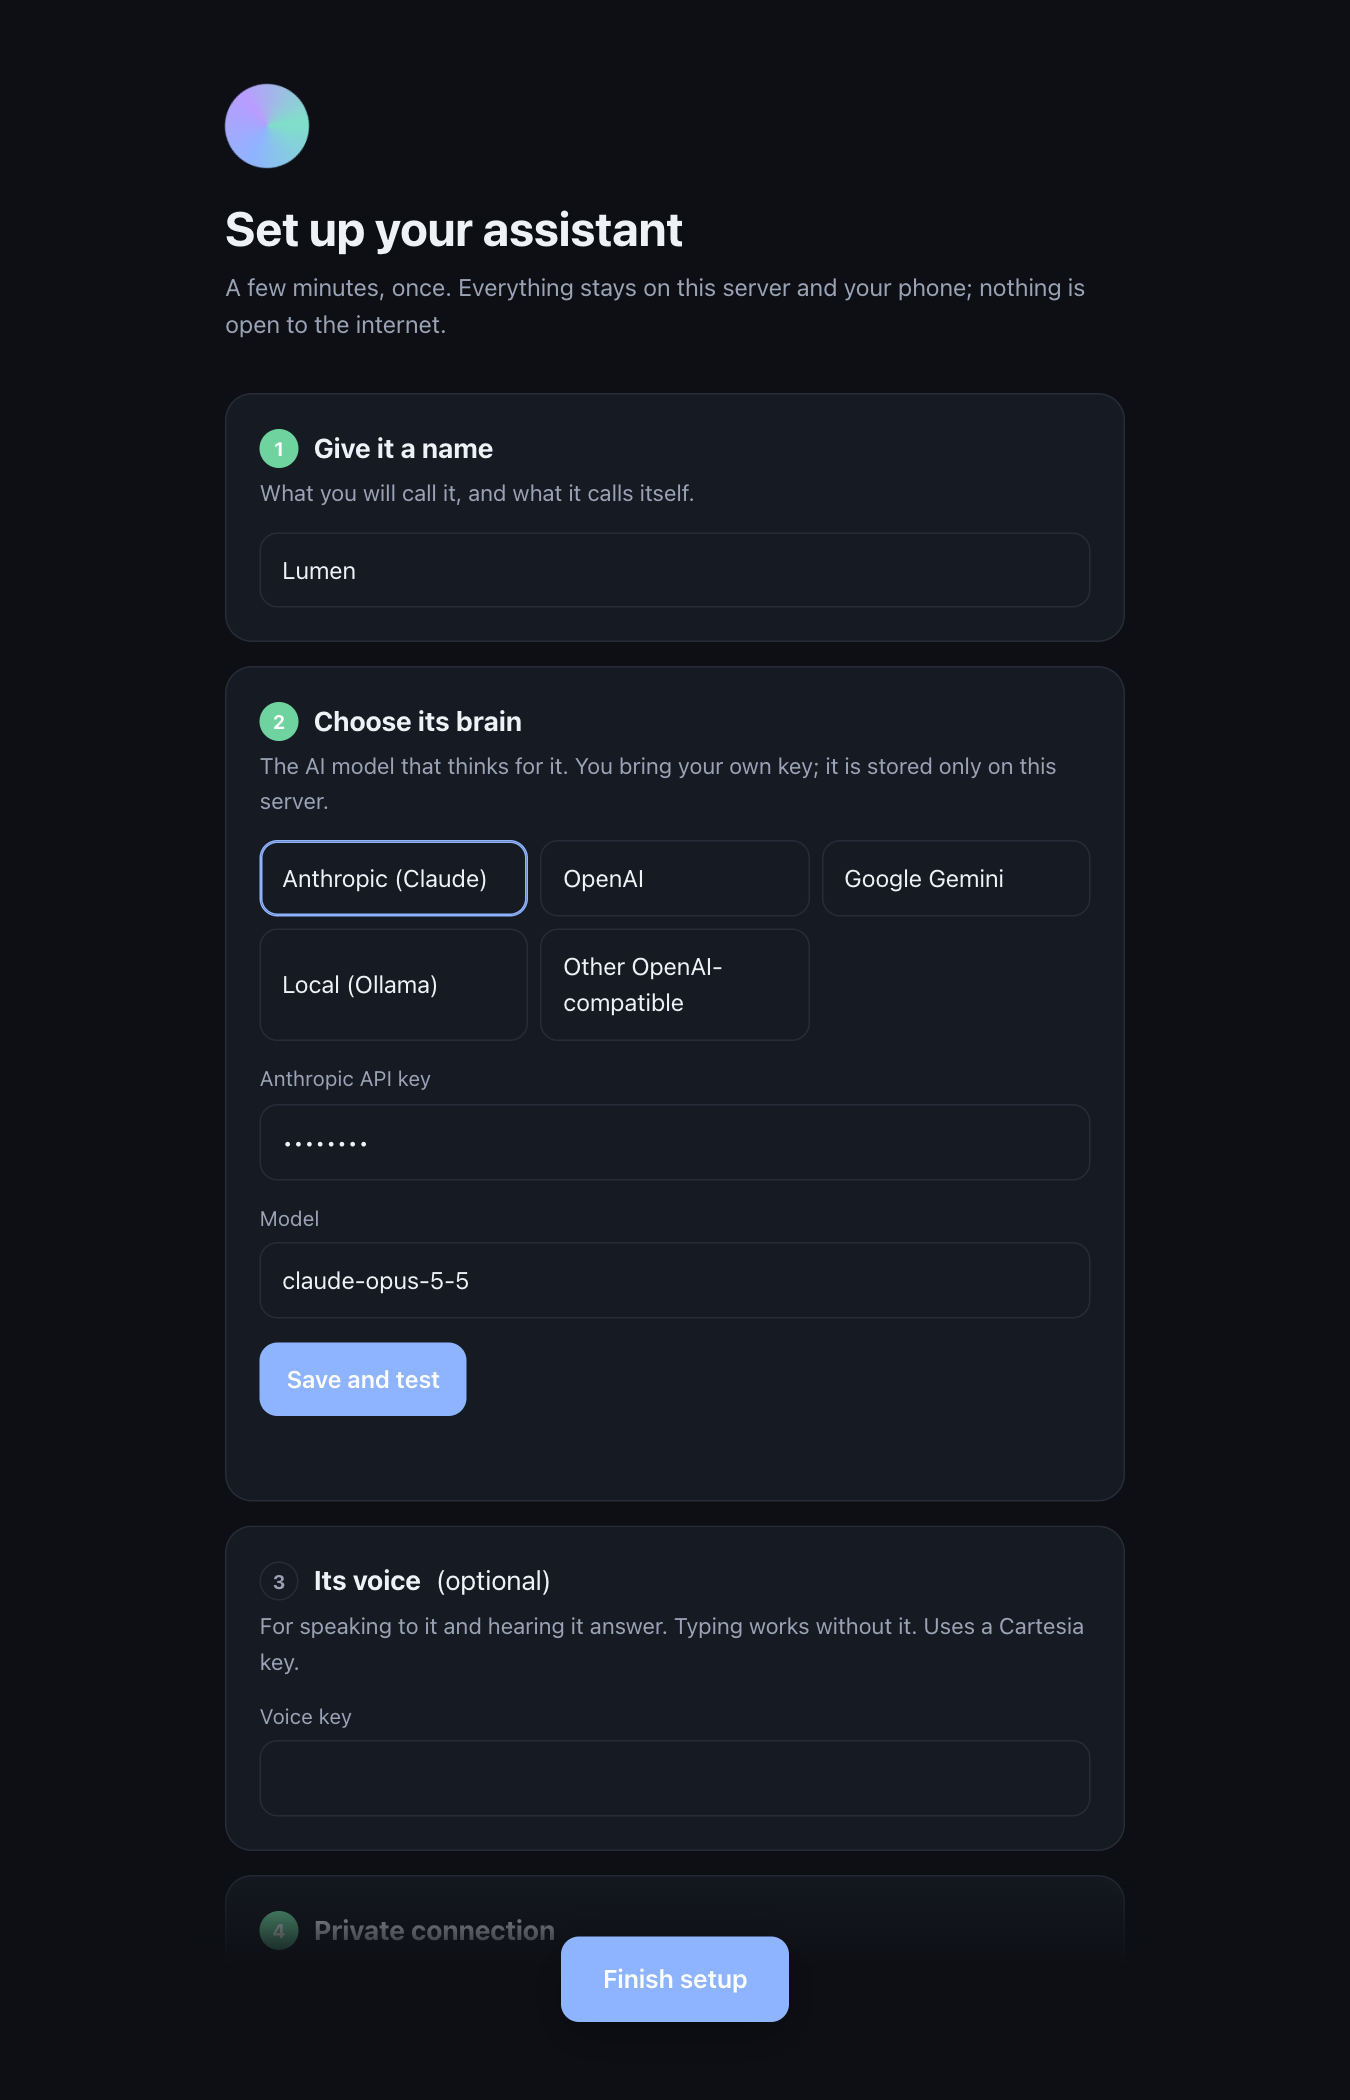 Set up your assistant
A few minutes, once. Everything stays on this server and your phone; nothing is
open to the internet.
1 Give it a name
What you will call it, and what it calls itself.
Lumen
2 Choose its brain
The AI model that thinks for it. You bring your own key; it is stored only on this
server.
Anthropic (Claude) OpenAI Google Gemini
Local (Ollama) Other OpenAI-
compatible
Anthropic API key
••••••••
Model
claude-opus-5-5
Save and test
3 Its voice (optional)
For speaking to it and hearing it answer. Typing works without it. Uses a Cartesia
key.
Voice key
4 Private connection
Finish setup